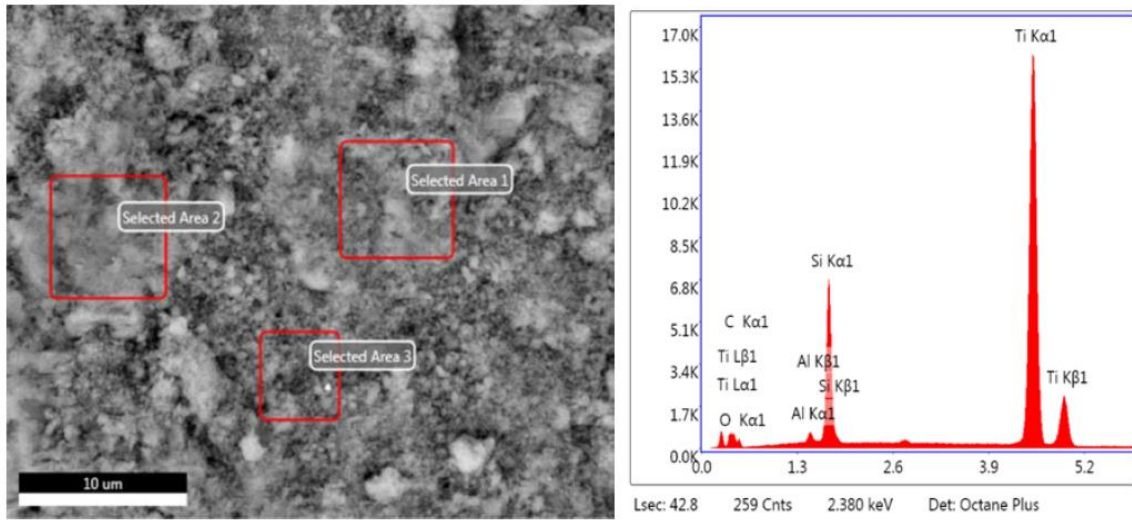 Selected Area 1
Selected Area 2
Selected Area 3
10 um
17.0K
15.3K
13.6K
11.9K
10.2K
8.5K
6.8K
5.1K
3.4K
1.7K
0.0K
Ti Kα1
Si Kα1
C Kα1
Ti Lβ1
Al Kβ1
Ti Lα1
Si Kβ1
Ti Kβ1
O Kα1
Al Kα1
0.0 1.3 2.6 3.9 5.2
Lsec: 42.8 259 Cnts 2.380 keV Det: Octane Plus